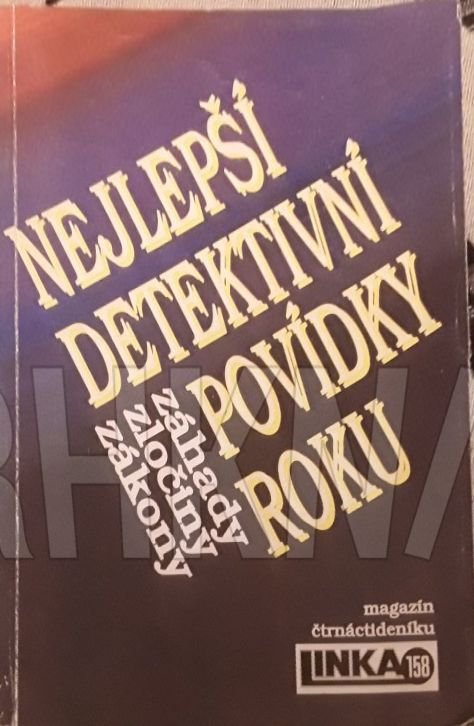 NEJLEPŠÍ
DETEKTIVNÍ
POVÍDKY
ROKU
záhady
zločiny
zákony
magazín
čtrnáctideníku
LINKA 158